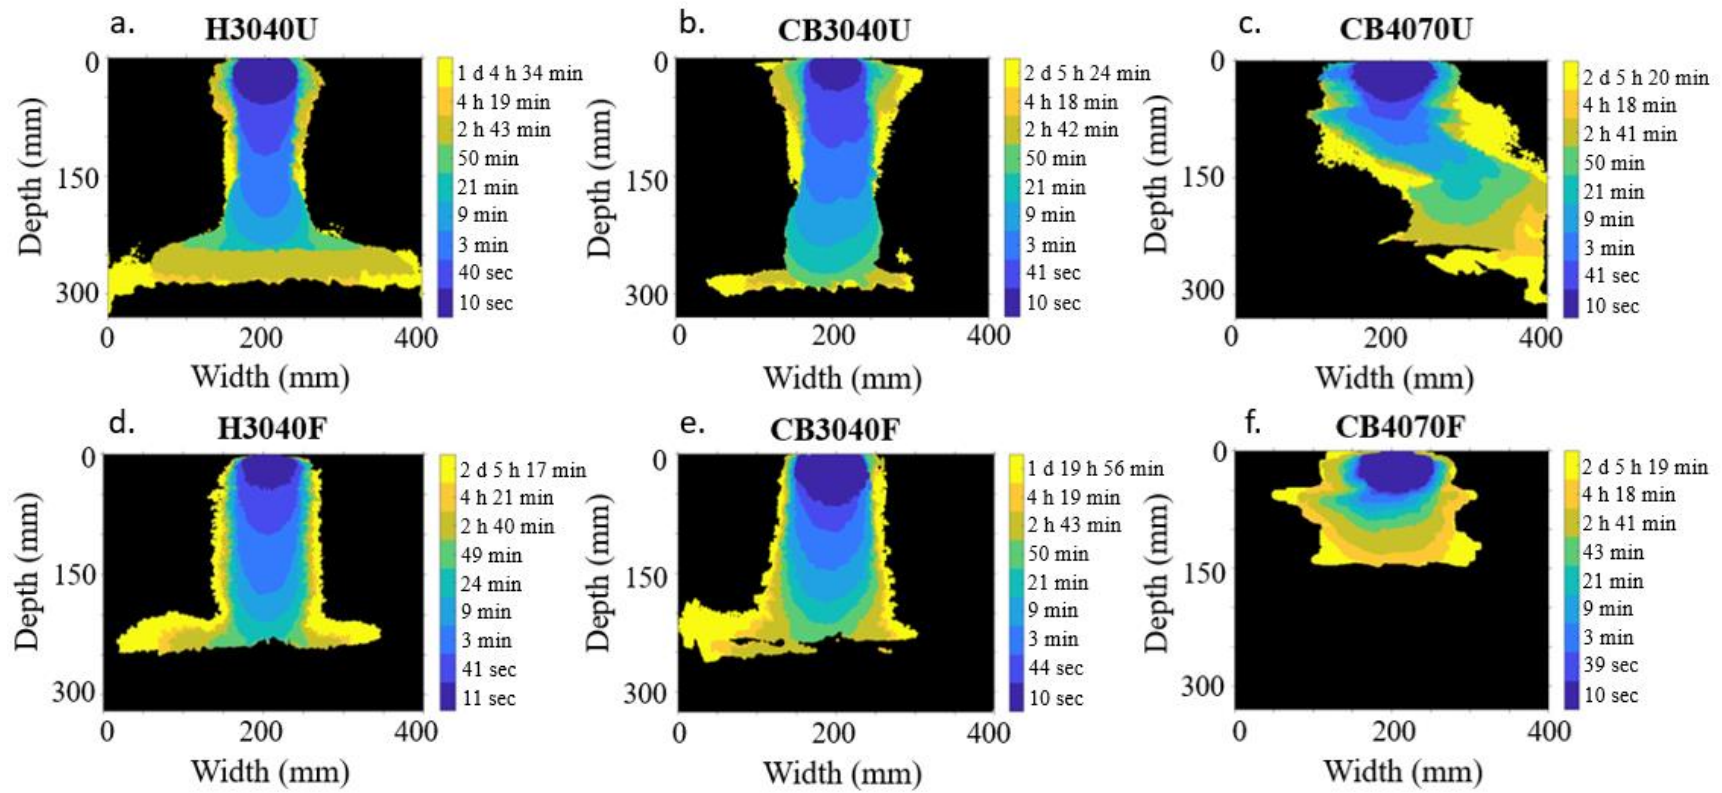 a.
H3040U
0
150
300
Depth (mm)
0
200
400
Width (mm)
1 d 4 h 34 min
4 h 19 min
2 h 43 min
50 min
21 min
9 min
3 min
40 sec
10 sec
b.
CB3040U
0
150
300
Depth (mm)
0
200
400
Width (mm)
2 d 5 h 24 min
4 h 18 min
2 h 42 min
50 min
21 min
9 min
3 min
41 sec
10 sec
c.
CB4070U
0
150
300
Depth (mm)
0
200
400
Width (mm)
2 d 5 h 20 min
4 h 18 min
2 h 41 min
50 min
21 min
9 min
3 min
41 sec
10 sec
d.
H3040F
0
150
300
Depth (mm)
0
200
400
Width (mm)
2 d 5 h 17 min
4 h 21 min
2 h 40 min
49 min
24 min
9 min
3 min
41 sec
11 sec
e.
CB3040F
0
150
300
Depth (mm)
0
200
400
Width (mm)
1 d 19 h 56 min
4 h 19 min
2 h 43 min
50 min
21 min
9 min
3 min
44 sec
10 sec
f.
CB4070F
0
150
300
Depth (mm)
0
200
400
Width (mm)
2 d 5 h 19 min
4 h 18 min
2 h 41 min
43 min
21 min
9 min
3 min
39 sec
10 sec